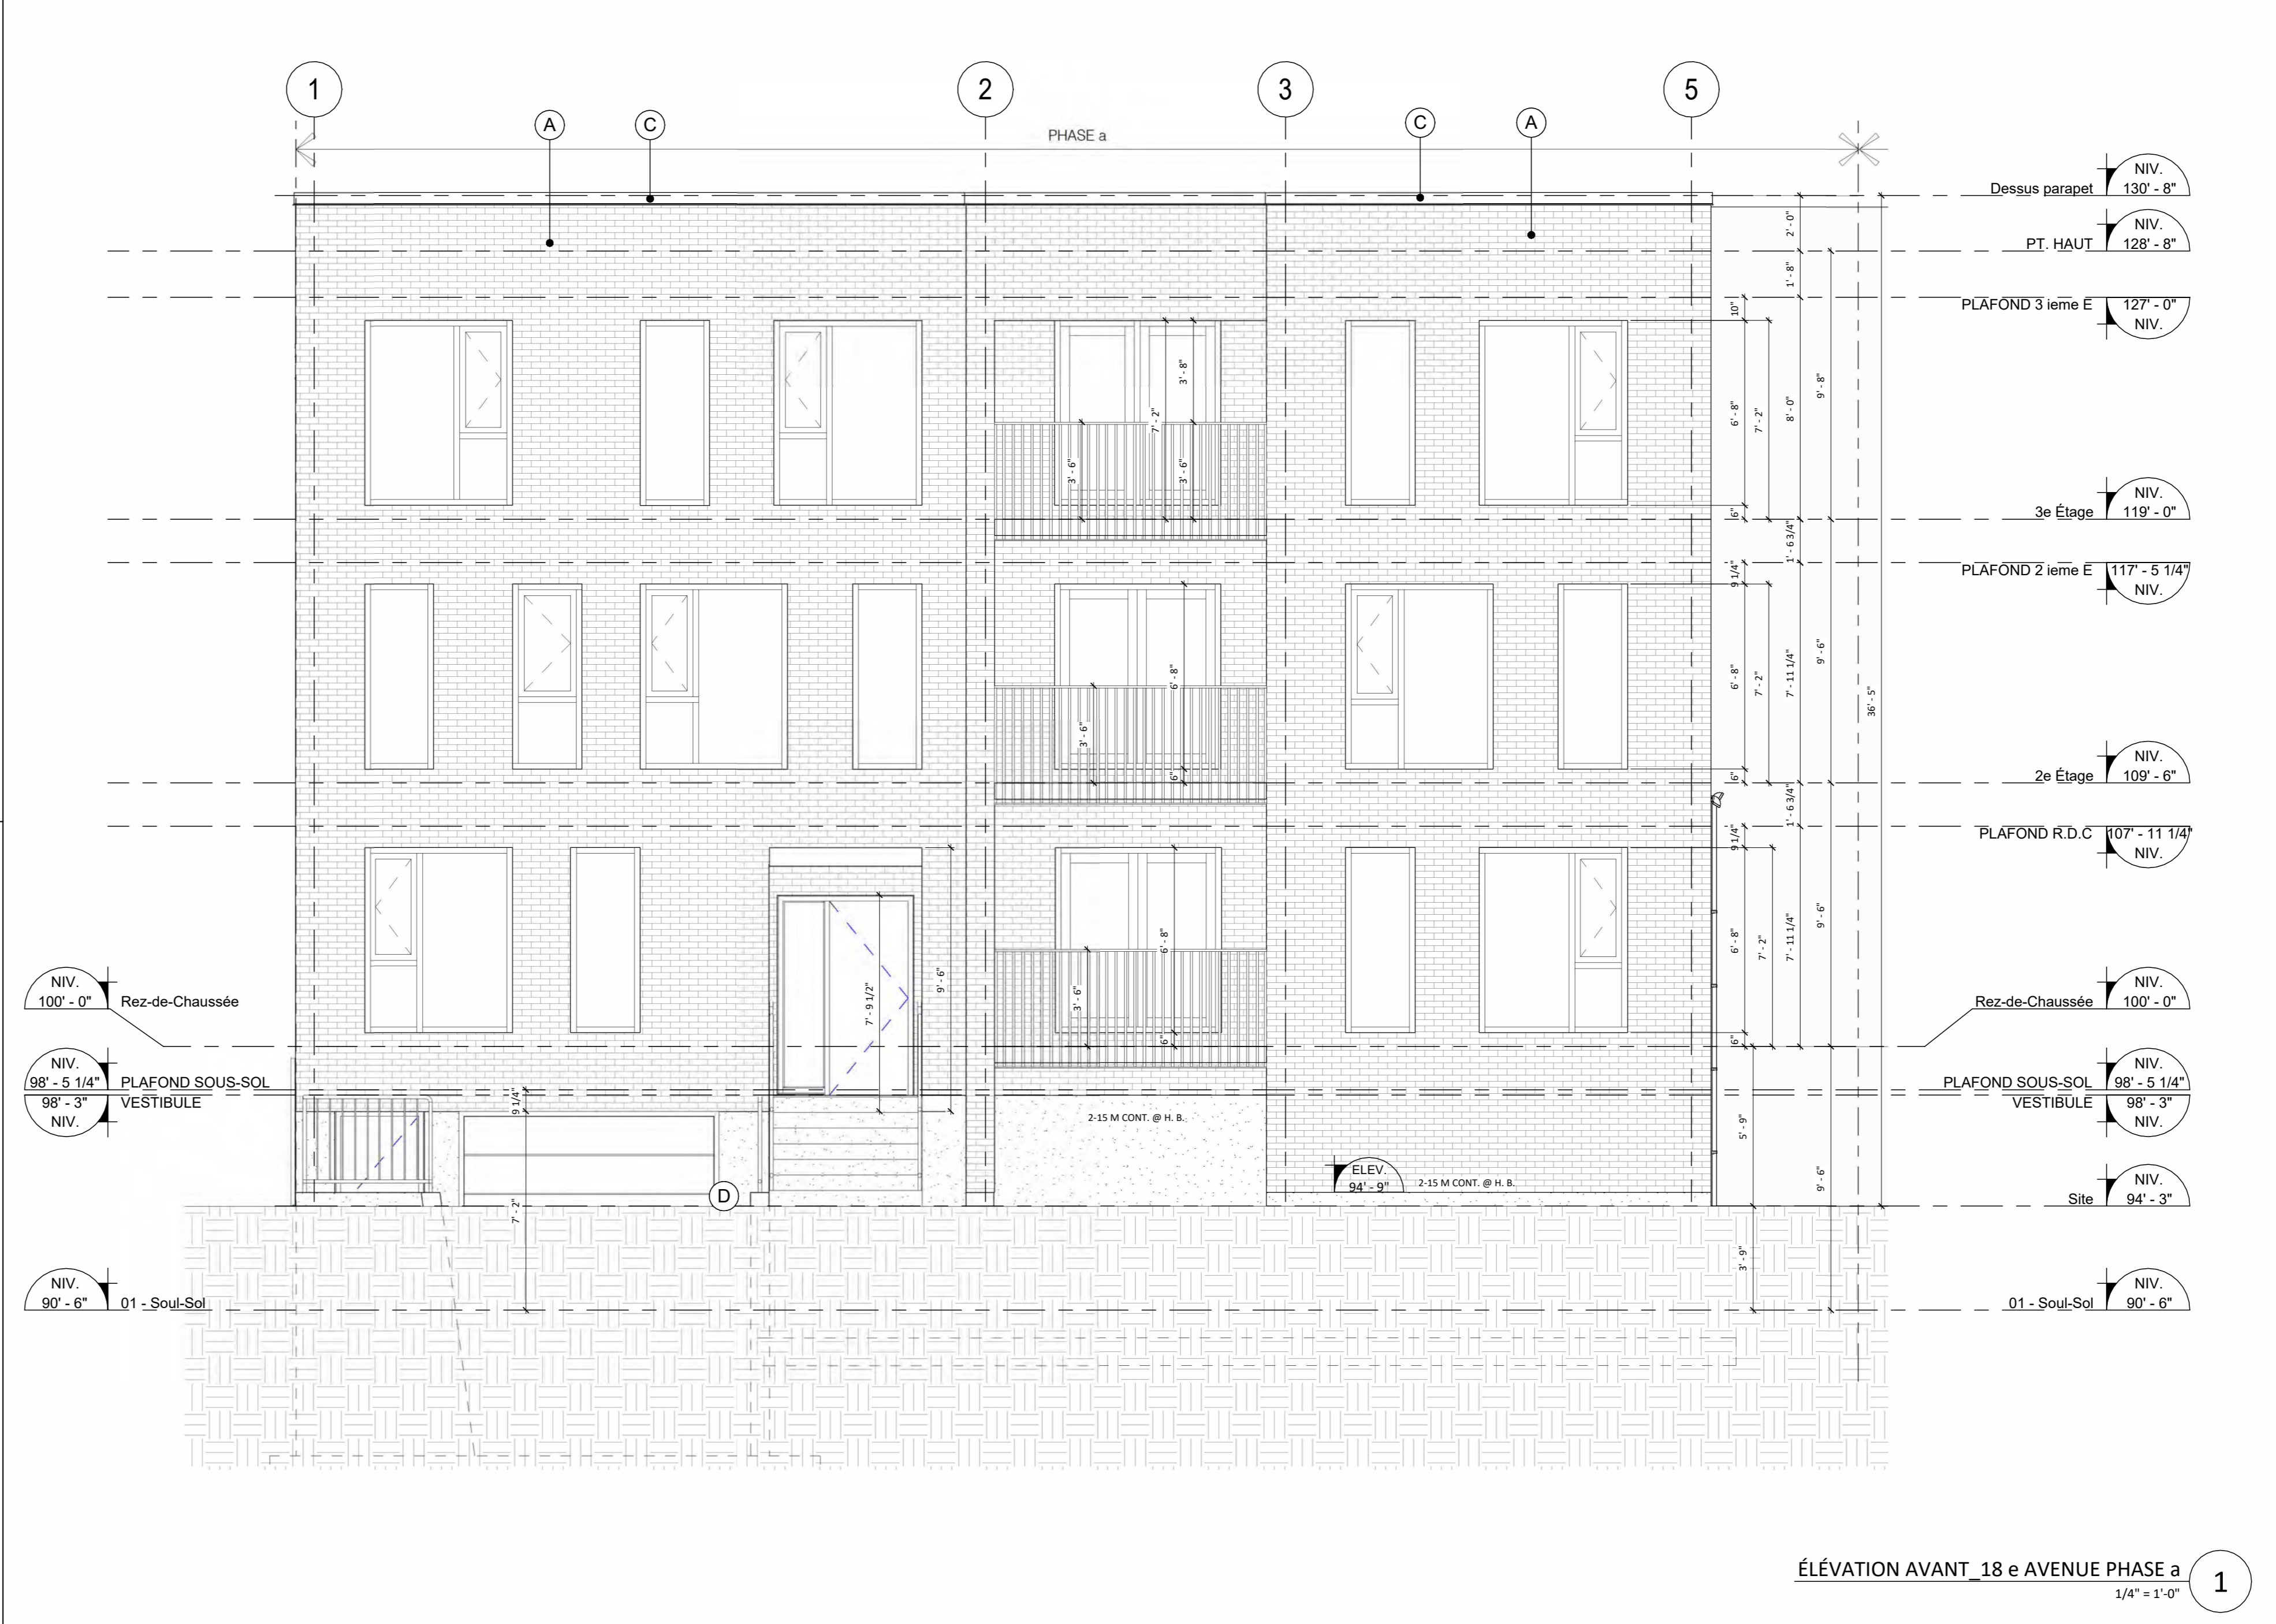 1
2
3
5
A
C
C
A
PHASE a
NIV.
130' - 8"
Dessus parapet
NIV.
128' - 8"
PT. HAUT
PLAFOND 3 ieme E
127' - 0"
NIV.
NIV.
119' - 0"
3e Étage
PLAFOND 2 ieme E
117' - 5 1/4"
NIV.
NIV.
109' - 6"
2e Étage
PLAFOND R.D.C
107' - 11 1/4"
NIV.
NIV.
100' - 0"
Rez-de-Chaussée
NIV.
98' - 5 1/4"
PLAFOND SOUS-SOL
98' - 3"
VESTIBULE
NIV.
NIV.
90' - 6"
01 - Soul-Sol
NIV.
100' - 0"
Rez-de-Chaussée
NIV.
98' - 5 1/4"
PLAFOND SOUS-SOL
98' - 3"
VESTIBULE
NIV.
NIV.
94' - 3"
Site
NIV.
90' - 6"
01 - Soul-Sol
2' - 0"
1' - 8"
10"
6' - 8"
7' - 2"
8' - 0"
9' - 8"
6"
1' - 6 3/4"
9 1/4"
6' - 8"
7' - 2"
7' - 11 1/4"
9' - 6"
36' - 5"
6"
1' - 6 3/4"
9 1/4"
6' - 8"
7' - 2"
7' - 11 1/4"
9' - 6"
6"
5' - 9"
9' - 6"
3' - 9"
3' - 8"
7' - 2"
3' - 6"
3' - 6"
6' - 8"
3' - 6"
6"
6' - 8"
3' - 6"
6"
9' - 6"
7' - 9 1/2"
9 1/4"
7' - 2"
D
2-15 M CONT. @ H. B.
ELEV.
94' - 9"
2-15 M CONT. @ H. B.
ÉLÉVATION AVANT_18 e AVENUE PHASE a
1/4" = 1'-0"
1